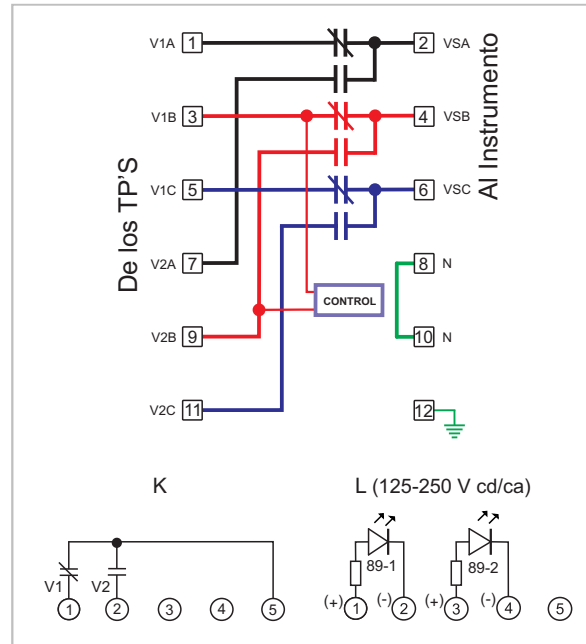 V1A 1 2 VSA
V1B 3 4 VSB
V1C 5 6 VSC
De los TP'S
Al Instrumento
V2A 7 8 N
CONTROL
V2B 9 10 N
V2C 11 12
K
L (125-250 V cd/ca)
V1 V2
89-1 89-2
1 2 3 4 5
(+) 1 (-) 2 (+) 3 (-) 4 5